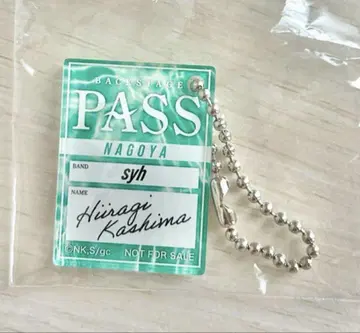 BACKSTAGE
PASS
NAGOYA
BAND
syh
NAME
Hiiragi
Kashima
©NK,S/gc NOT FOR SALE